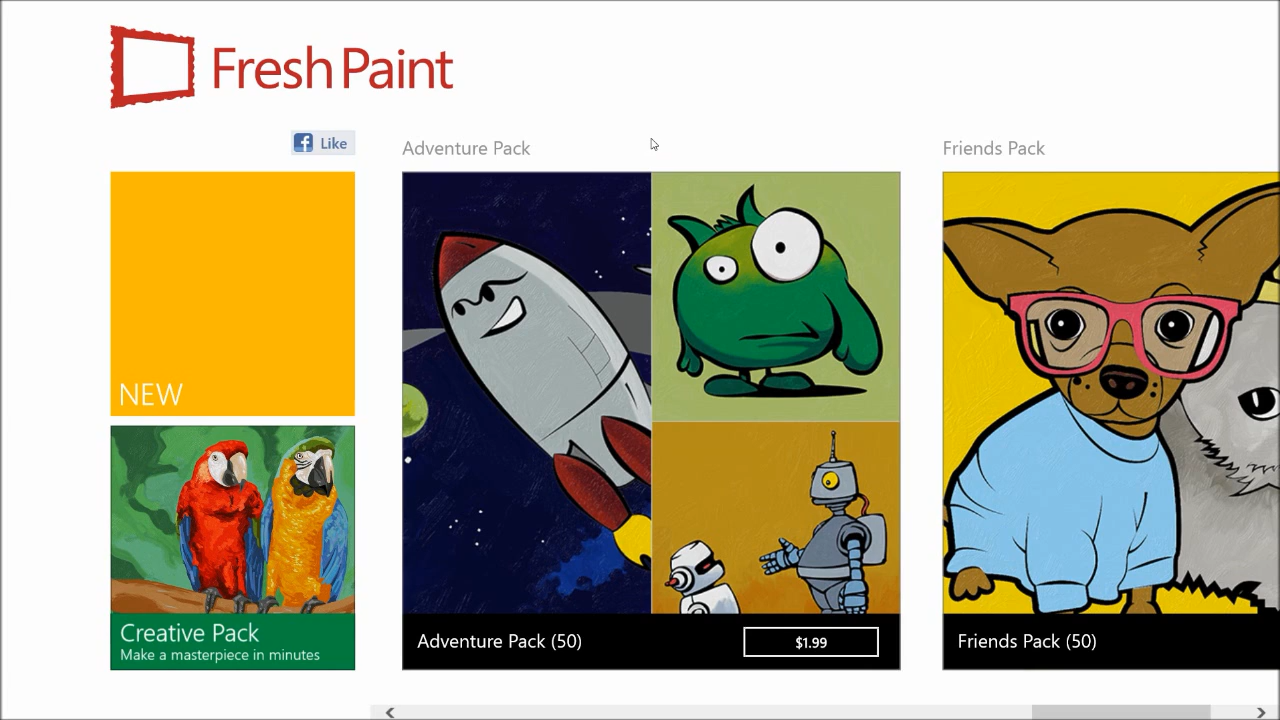 Fresh Paint
Like
Adventure Pack
Friends Pack
NEW
Creative Pack
Make a masterpiece in minutes
Adventure Pack (50)
$1.99
Friends Pack (50)